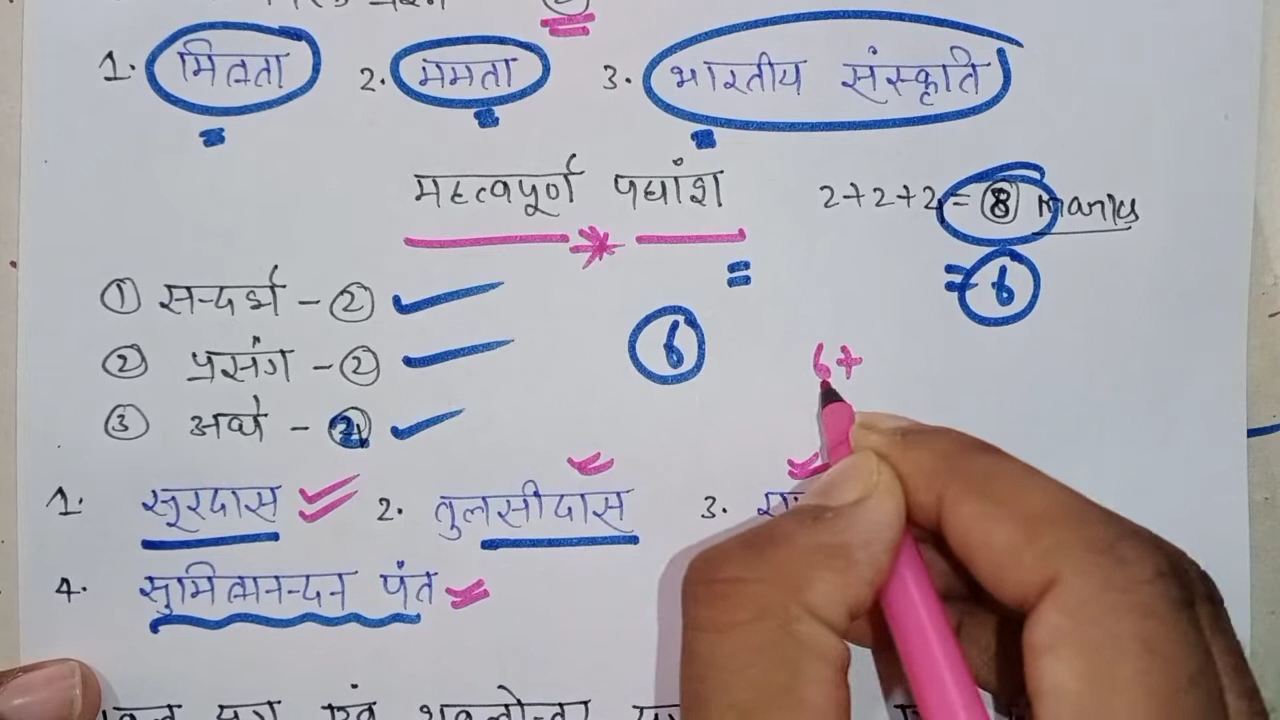 1. मित्रता 2. ममता 3. भारतीय संस्कृति
महत्वपूर्ण पद्यांश 2+2+2 = 8 marks
= 6
① सन्दर्भ - ②
6
② प्रसंग - ②
6+
③ अर्थ - ②
1. सूरदास 2. तुलसीदास 3.
4. सुमित्रानन्दन पंत
एवं